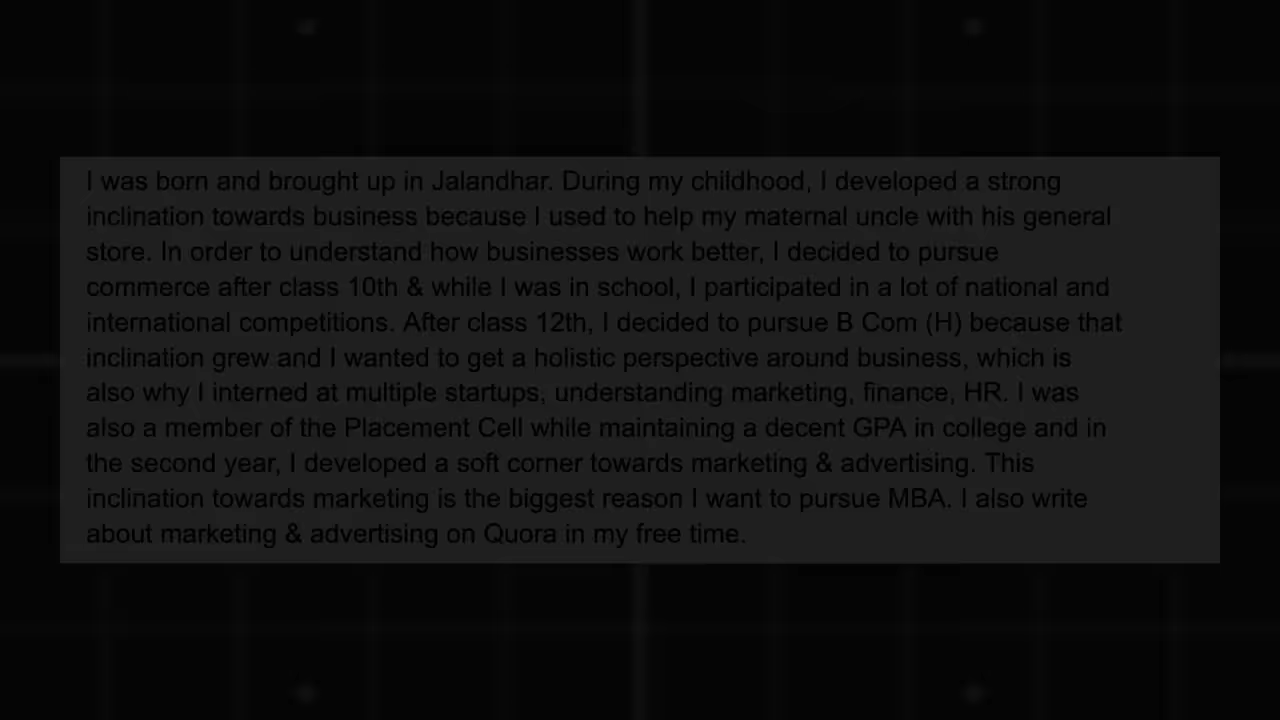 I was born and brought up in Jalandhar. During my childhood, I developed a strong
inclination towards business because I used to help my maternal uncle with his general
store. In order to understand how businesses work better, I decided to pursue
commerce after class 10th & while I was in school, I participated in a lot of national and
international competitions. After class 12th, I decided to pursue B Com (H) because that
inclination grew and I wanted to get a holistic perspective around business, which is
also why I interned at multiple startups, understanding marketing, finance, HR. I was
also a member of the Placement Cell while maintaining a decent GPA in college and in
the second year, I developed a soft corner towards marketing & advertising. This
inclination towards marketing is the biggest reason I want to pursue MBA. I also write
about marketing & advertising on Quora in my free time.